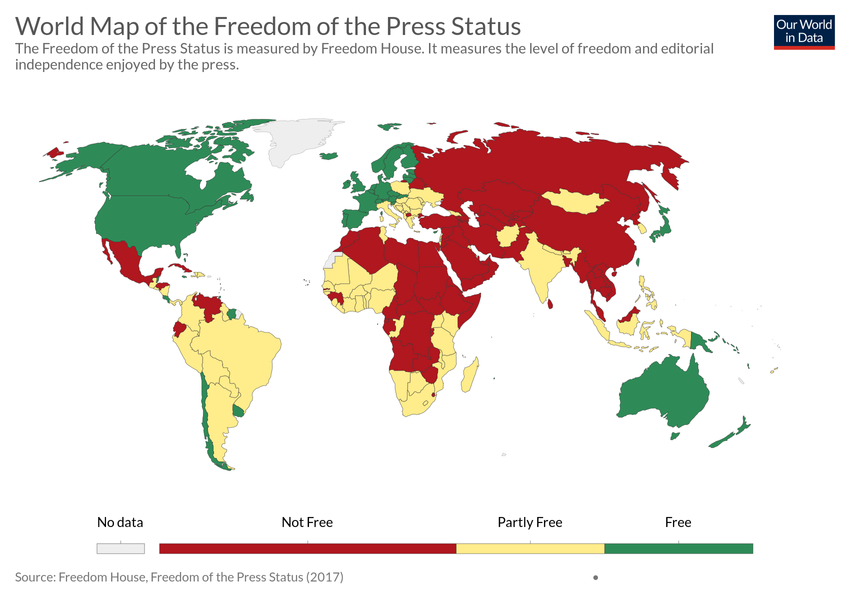 World Map of the Freedom of the Press Status
The Freedom of the Press Status is measured by Freedom House. It measures the level of freedom and editorial
independence enjoyed by the press.
Our World
in Data
No data
Not Free
Partly Free
Free
Source: Freedom House, Freedom of the Press Status (2017)